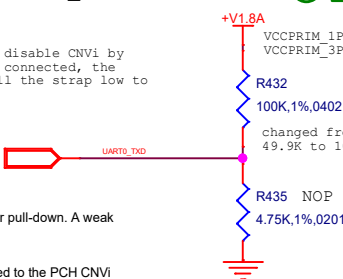 +V1.8A
VCCPRIM_1P
VCCPRIM_3P
disable CNVi by
connected, the
ll the strap low to
R432
100K,1%,0402
changed fr
49.9K to 1
UART0_TXD
R435 NOP
4.75K,1%,0201
r pull-down. A weak
ed to the PCH CNVi